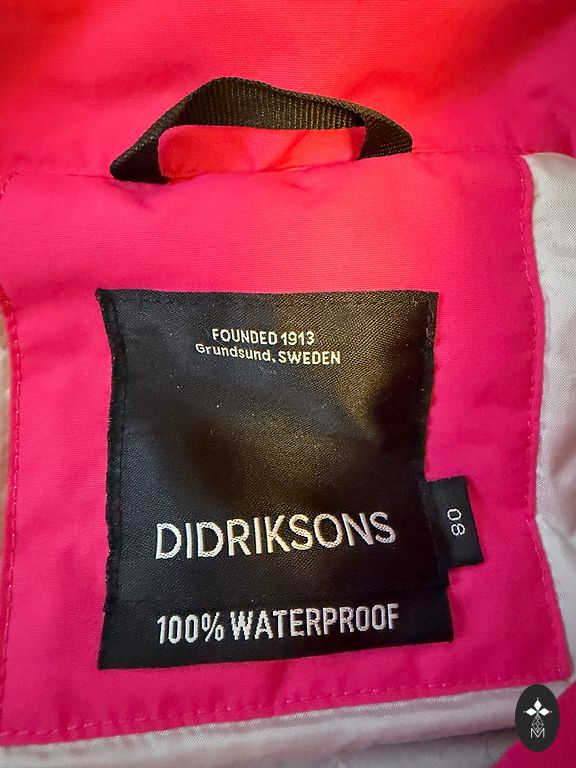 FOUNDED 1913
Grundsund, SWEDEN
DIDRIKSONS
80
100% WATERPROOF
M